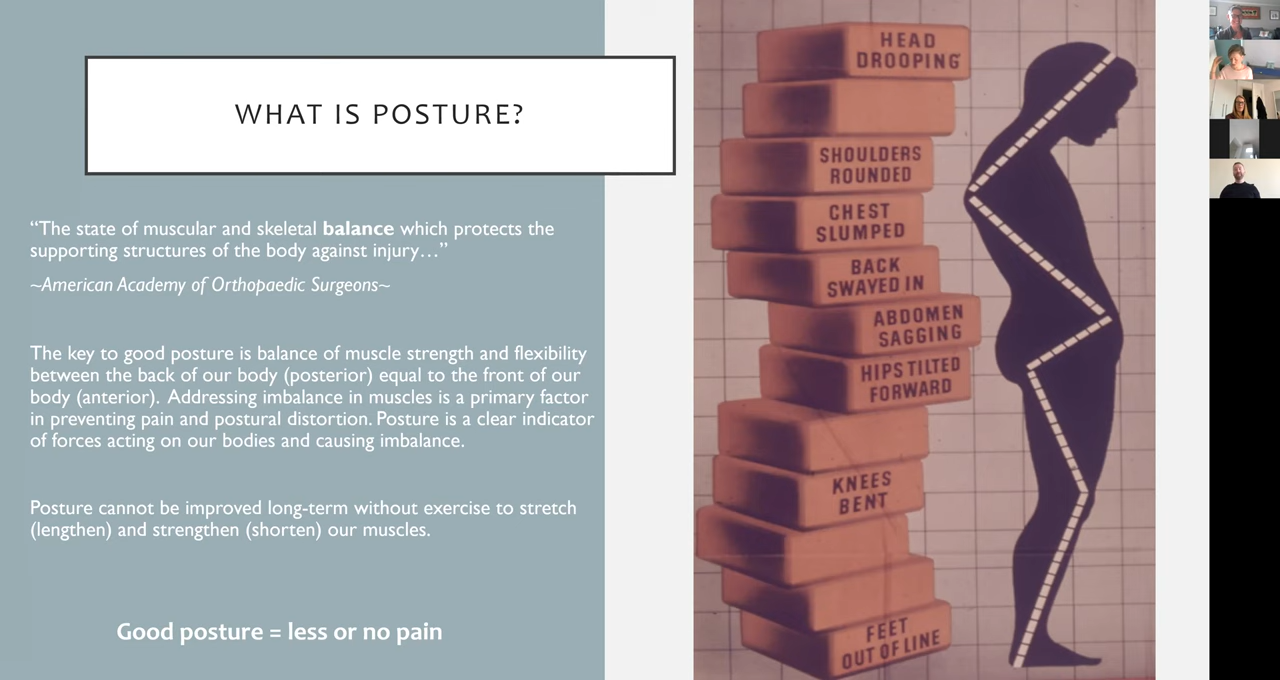 WHAT IS POSTURE?
“The state of muscular and skeletal balance which protects the
supporting structures of the body against injury…”
~American Academy of Orthopaedic Surgeons~
The key to good posture is balance of muscle strength and flexibility
between the back of our body (posterior) equal to the front of our
body (anterior).  Addressing imbalance in muscles is a primary factor
in preventing pain and postural distortion. Posture is a clear indicator
of forces acting on our bodies and causing imbalance.
Posture cannot be improved long-term without exercise to stretch
(lengthen) and strengthen (shorten) our muscles.
Good posture = less or no pain
HEAD
DROOPING
SHOULDERS
ROUNDED
CHEST
SLUMPED
BACK
SWAYED IN
ABDOMEN
SAGGING
HIPS TILTED
FORWARD
KNEES
BENT
FEET
OUT OF LINE